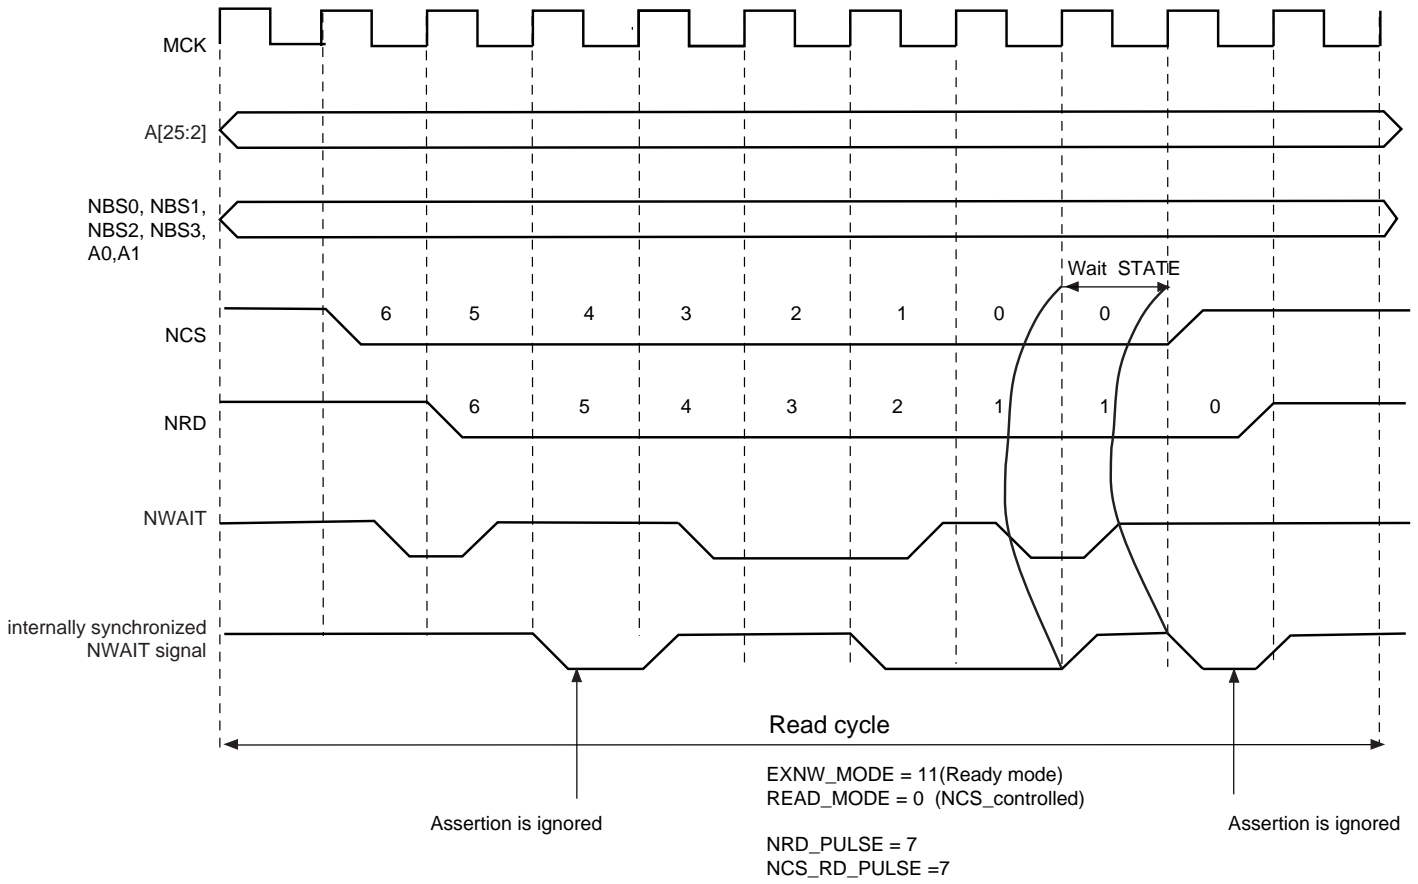 MCK
A[25:2]
NBS0, NBS1,
NBS2, NBS3,
A0,A1
Wait STATE
NCS
6 5 4 3 2 1 0 0
NRD
6 5 4 3 2 1 1 0
NWAIT
internally synchronized
NWAIT signal
Read cycle
EXNW_MODE = 11(Ready mode)
READ_MODE = 0 (NCS_controlled)
Assertion is ignored
Assertion is ignored
NRD_PULSE = 7
NCS_RD_PULSE =7